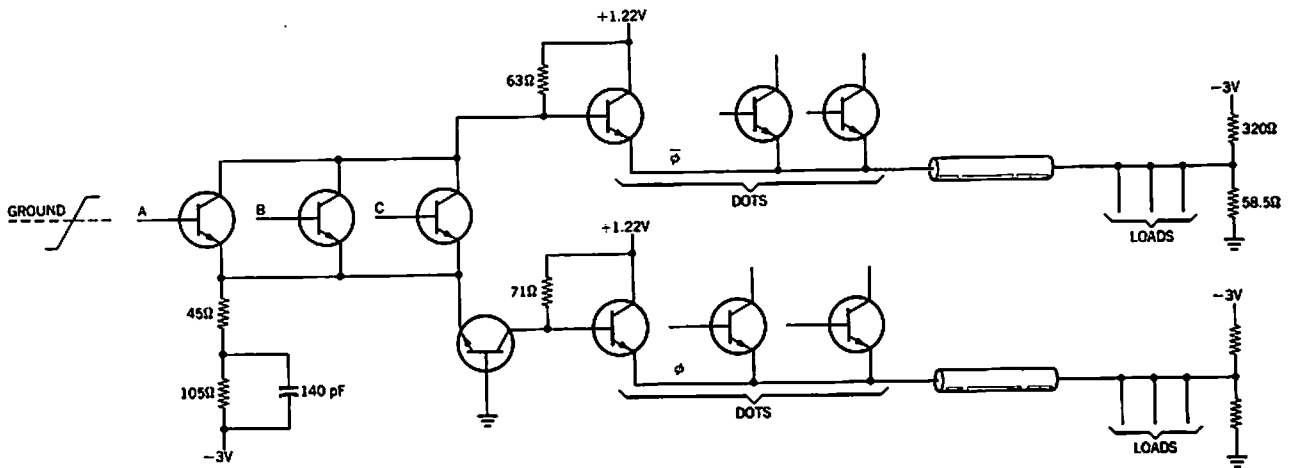 +1.22V
63Ω
φ̅
DOTS
-3V
320Ω
58.5Ω
LOADS
GROUND
A
B
C
+1.22V
71Ω
φ
DOTS
-3V
LOADS
45Ω
105Ω
140 pF
-3V